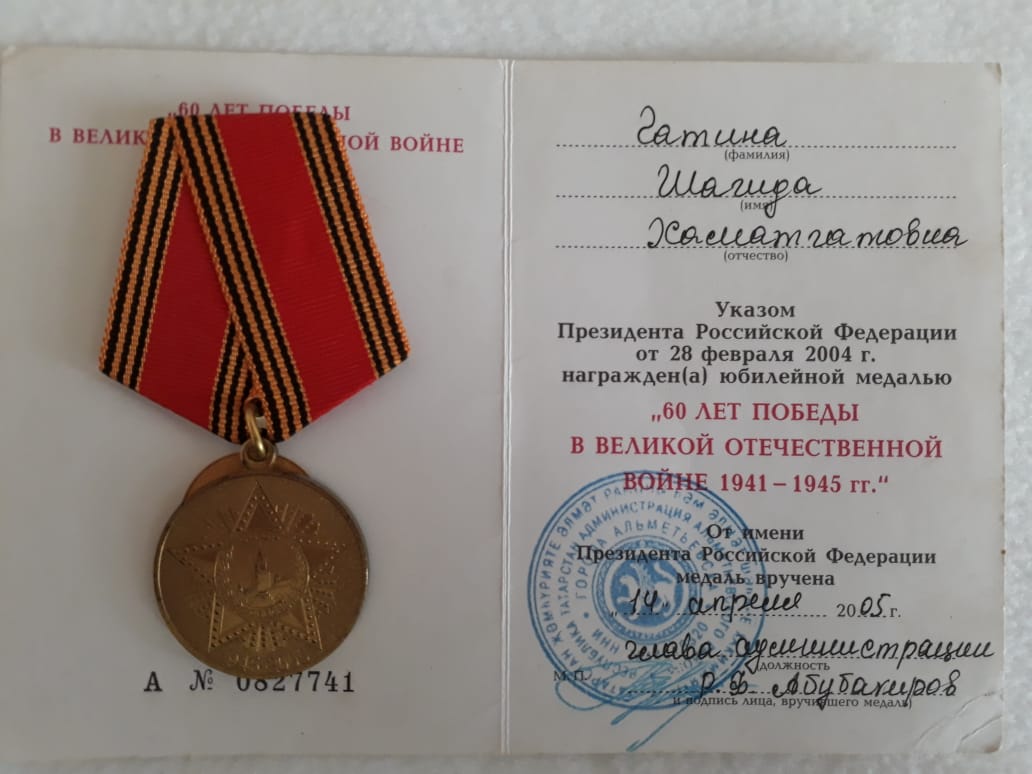 „60 ЛЕТ ПОБЕДЫ
В ВЕЛИК ОЙ ВОЙНЕ
А № 0827741
Гатина
(фамилия)
Шагида
(имя)
Хаматгатовна
(отчество)
Указом
Президента Российской Федерации
от 28 февраля 2004 г.
награжден(а) юбилейной медалью
„60 ЛЕТ ПОБЕДЫ
В ВЕЛИКОЙ ОТЕЧЕСТВЕННОЙ
ВОЙНЕ 1941 – 1945 гг.“
От имени
Президента Российской Федерации
медаль вручена
„14„ апреля 2005 г.
глава администрации
должность
М.П.
Р.Ф. Абубакиров
и подпись лица, вручившего медаль)